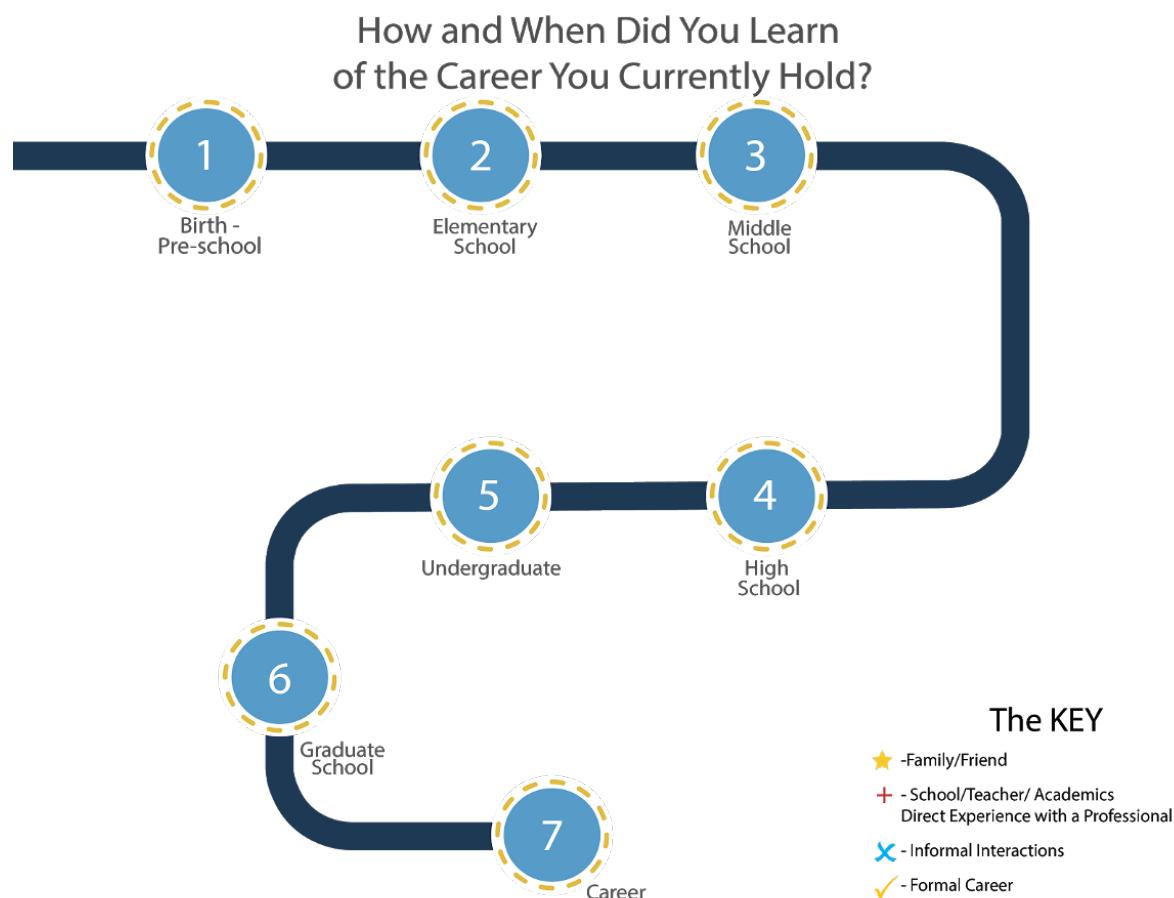 How and When Did You Learn
of the Career You Currently Hold?
1
Birth -
Pre-school
2
Elementary
School
3
Middle
School
4
High
School
5
Undergraduate
6
Graduate
School
7
Career
The KEY
-Family/Friend
- School/Teacher/ Academics
Direct Experience with a Professional
- Informal Interactions
- Formal Career